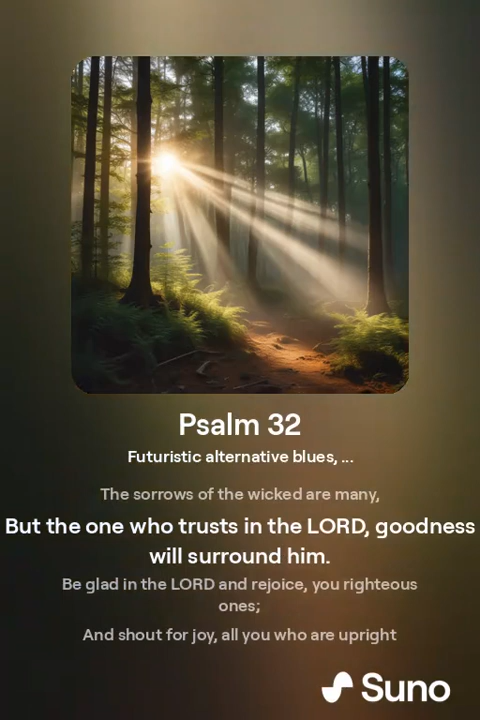 Psalm 32
Futuristic alternative blues, ...
The sorrows of the wicked are many,
But the one who trusts in the LORD, goodness
will surround him.
Be glad in the LORD and rejoice, you righteous
ones;
And shout for joy, all you who are upright
Suno